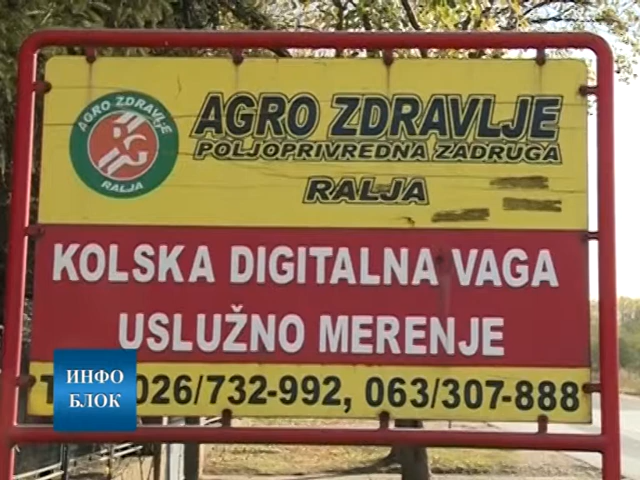 AGRO ZDRAVLJE
RALJA
AGRO ZDRAVLJE
POLJOPRIVREDNA ZADRUGA
RALJA
KOLSKA DIGITALNA VAGA
USLUŽNO MERENJE
026/732-992, 063/307-888
ИНФО
БЛОК